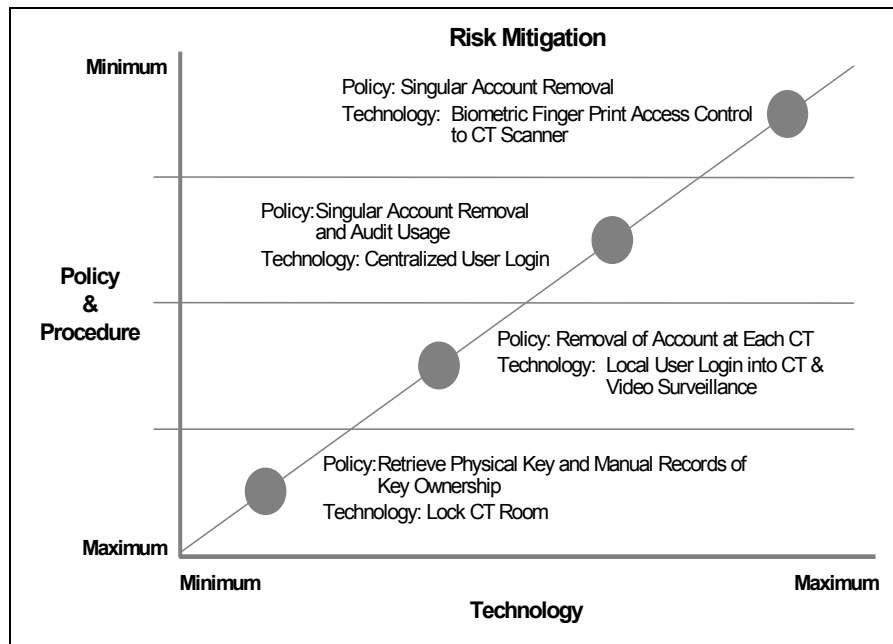 Risk Mitigation
Minimum
Policy: Singular Account Removal
Technology: Biometric Finger Print Access Control
to CT Scanner
Policy:Singular Account Removal
and Audit Usage
Technology: Centralized User Login
Policy
&
Procedure
Policy: Removal of Account at Each CT
Technology: Local User Login into CT &
Video Surveillance
Policy:Retrieve Physical Key and Manual Records of
Key Ownership
Technology: Lock CT Room
Maximum
Minimum
Maximum
Technology